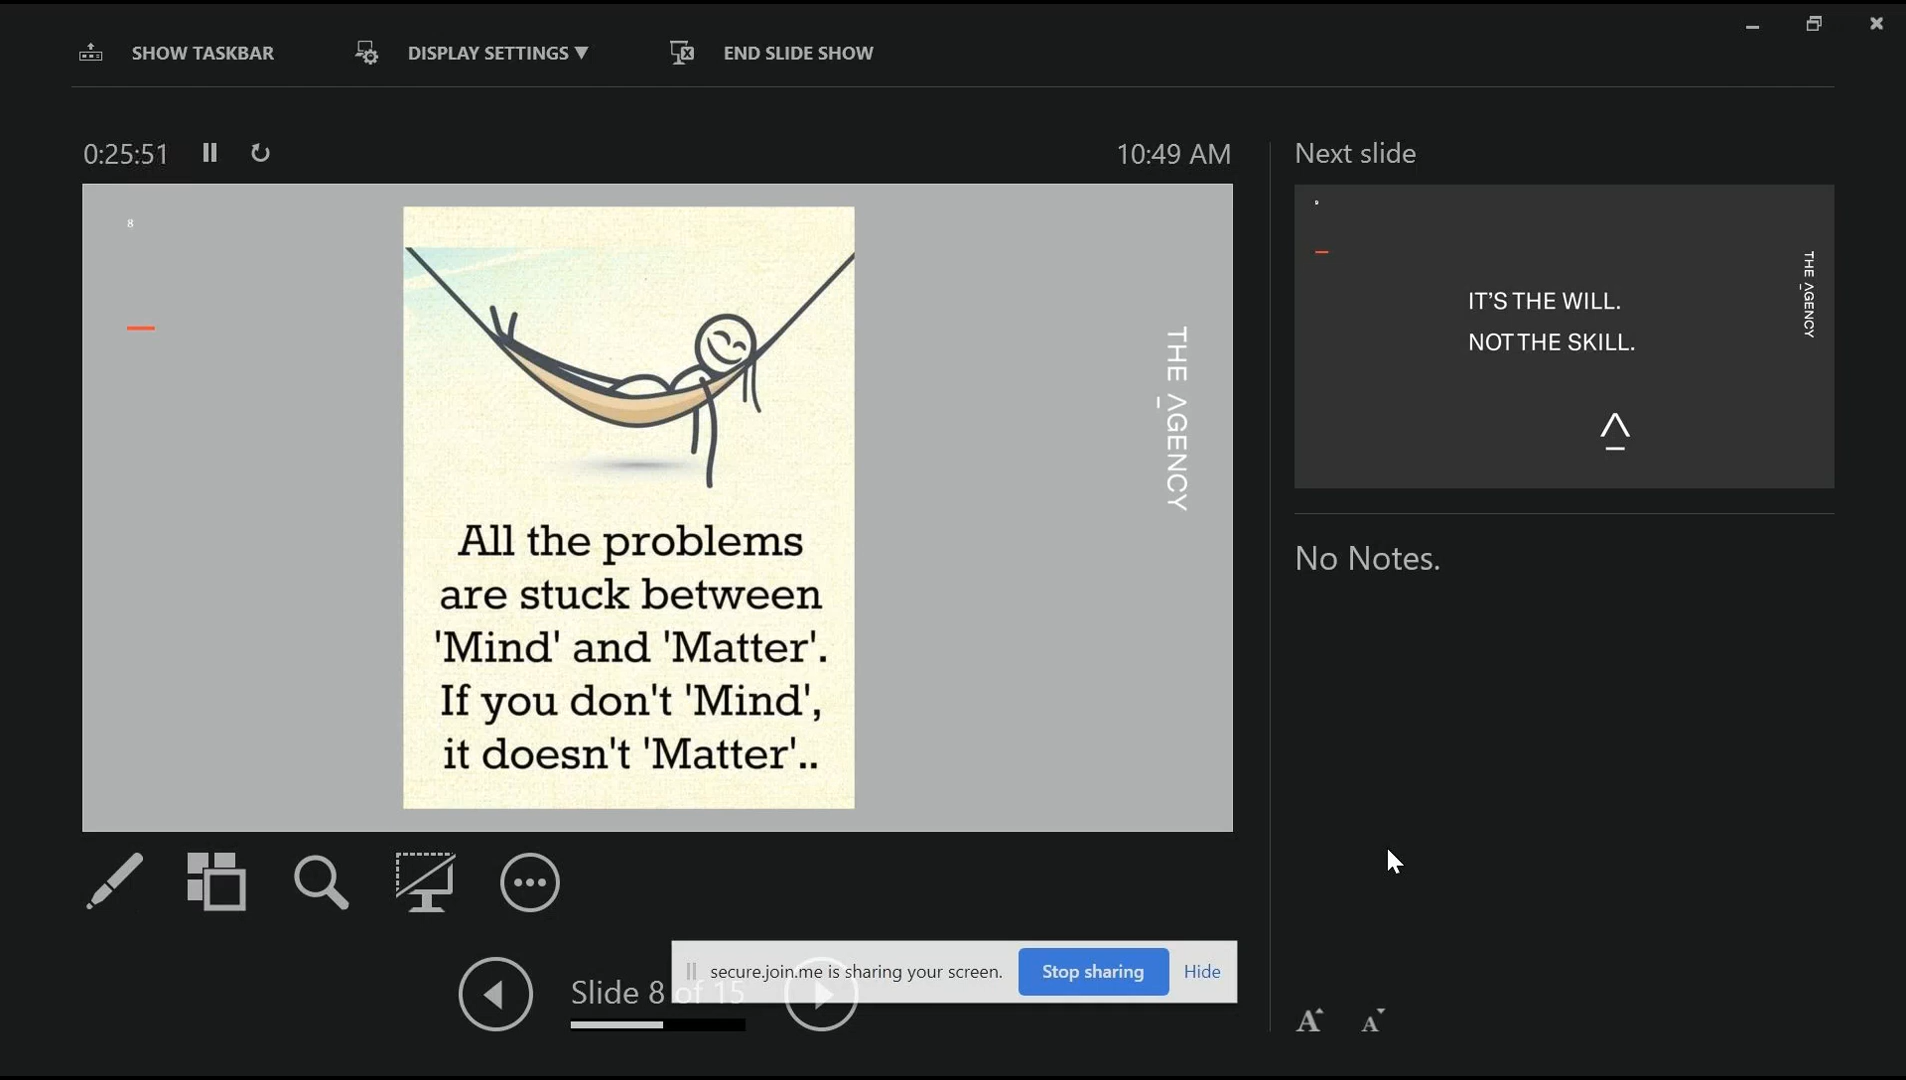 SHOW TASKBAR
DISPLAY SETTINGS ▼
END SLIDE SHOW
0:25:51
10:49 AM
8
All the problems
are stuck between
'Mind' and 'Matter'.
If you don't 'Mind',
it doesn't 'Matter'..
THE ɅGENCY
Next slide
IT'S THE WILL.
NOT THE SKILL.
THE ɅGENCY
No Notes.
Slide 8 of 15
secure.join.me is sharing your screen.
Stop sharing
Hide
A
A